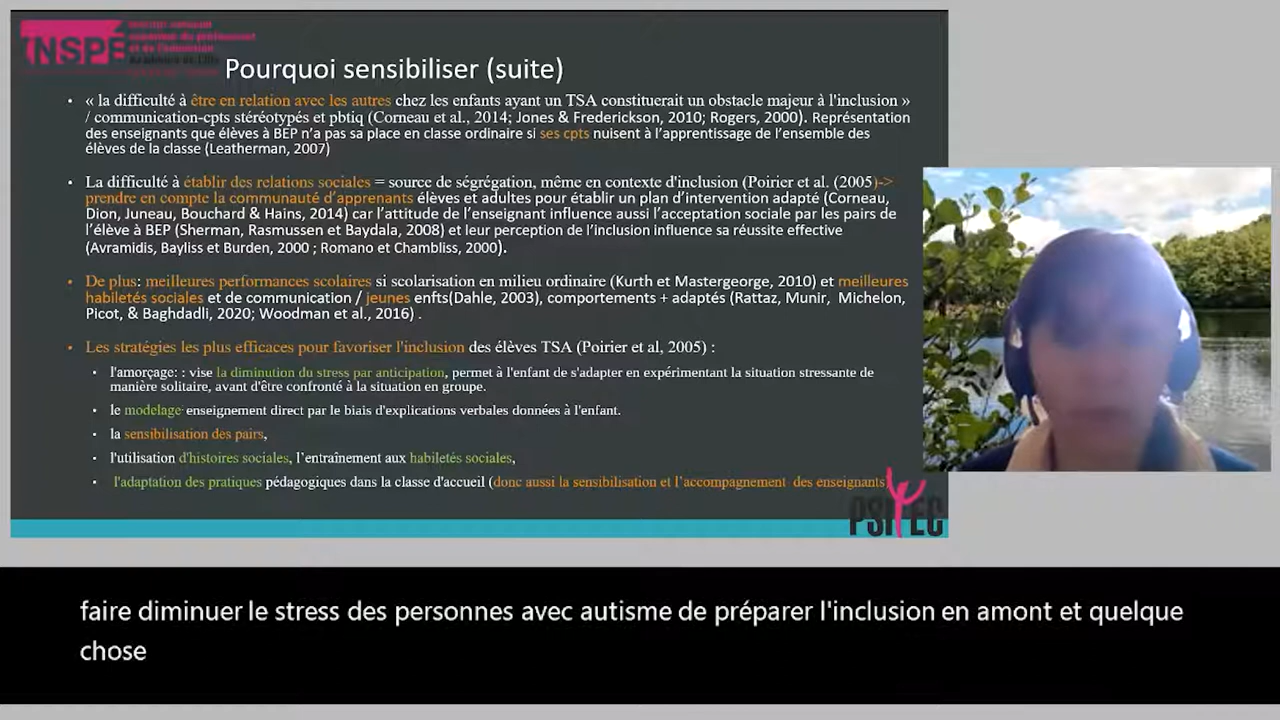 INSPÉ
Pourquoi sensibiliser (suite)
• « la difficulté à être en relation avec les autres chez les enfants ayant un TSA constituerait un obstacle majeur à l'inclusion »
/ communication-cpts stéréotypés et pbtiq (Corneau et al., 2014; Jones & Frederickson, 2010; Rogers, 2000). Représentation
des enseignants que élèves à BEP n'a pas sa place en classe ordinaire si ses cpts nuisent à l'apprentissage de l'ensemble des
élèves de la classe (Leatherman, 2007)
• La difficulté à établir des relations sociales = source de ségrégation, même en contexte d'inclusion (Poirier et al. (2005)->
prendre en compte la communauté d'apprenants élèves et adultes pour établir un plan d'intervention adapté (Corneau,
Dion, Juneau, Bouchard & Hains, 2014) car l'attitude de l'enseignant influence aussi l'acceptation sociale par les pairs de
l'élève à BEP (Sherman, Rasmussen et Baydala, 2008) et leur perception de l'inclusion influence sa réussite effective
(Avramidis, Bayliss et Burden, 2000 ; Romano et Chambliss, 2000).
• De plus: meilleures performances scolaires si scolarisation en milieu ordinaire (Kurth et Mastergeorge, 2010) et meilleures
habiletés sociales et de communication / jeunes enfts(Dahle, 2003), comportements + adaptés (Rattaz, Munir, Michelon,
Picot, & Baghdadli, 2020; Woodman et al., 2016) .
• Les stratégies les plus efficaces pour favoriser l'inclusion des élèves TSA (Poirier et al, 2005) :
• l'amorçage: : vise la diminution du stress par anticipation, permet à l'enfant de s'adapter en expérimentant la situation stressante de
manière solitaire, avant d'être confronté à la situation en groupe.
• le modelage: enseignement direct par le biais d'explications verbales données à l'enfant.
• la sensibilisation des pairs,
• l'utilisation d'histoires sociales, l'entraînement aux habiletés sociales,
• l'adaptation des pratiques pédagogiques dans la classe d'accueil (donc aussi la sensibilisation et l'accompagnement des enseignants
PSITEC
faire diminuer le stress des personnes avec autisme de préparer l'inclusion en amont et quelque
chose